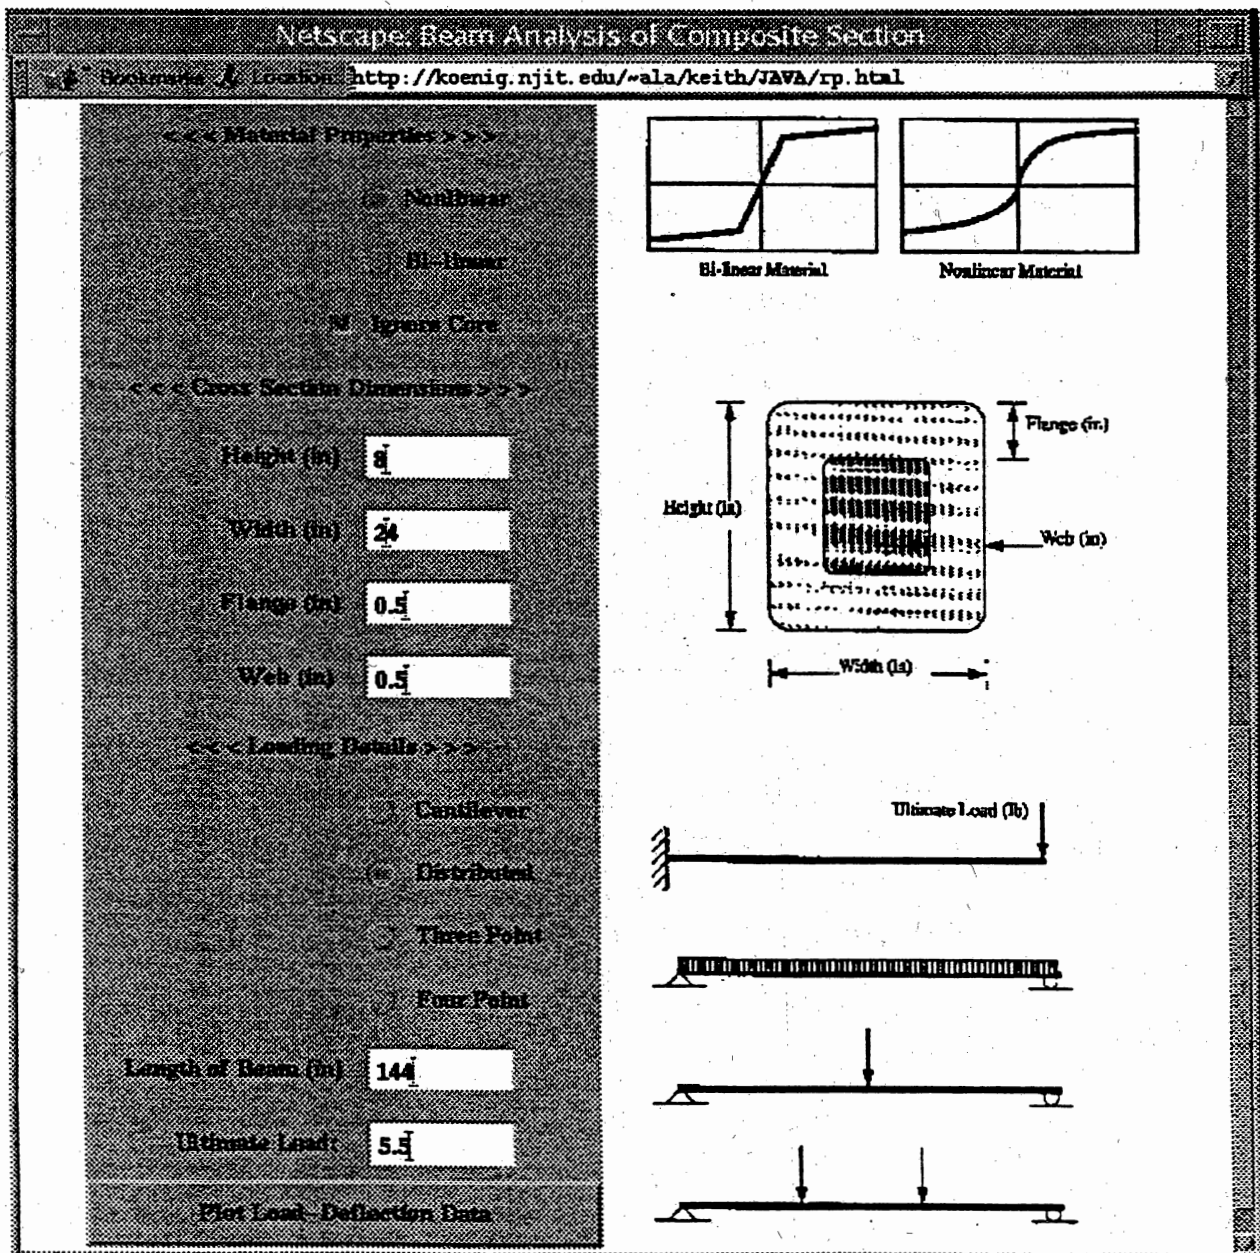 Netscape: Beam Analysis of Composite Section
Bookmarks Location: http://koenig.njit.edu/~ala/keith/JAVA/rp.html
< < < Material Properties > > >
Nonlinear
Bi-linear
Ignore Core
< < < Cross Section Dimensions > > >
Height (in) 8
Width (in) 24
Flange (in) 0.5
Web (in) 0.5
< < < Loading Details > > >
Cantilever
Distributed
Three Point
Four Point
Length of Beam (in) 144
Ultimate Load: 5.5
Plot Load-Deflection Data
Bi-linear Material
Nonlinear Material
Flange (in)
Height (in)
Web (in)
Width (in)
Ultimate Load (lb)